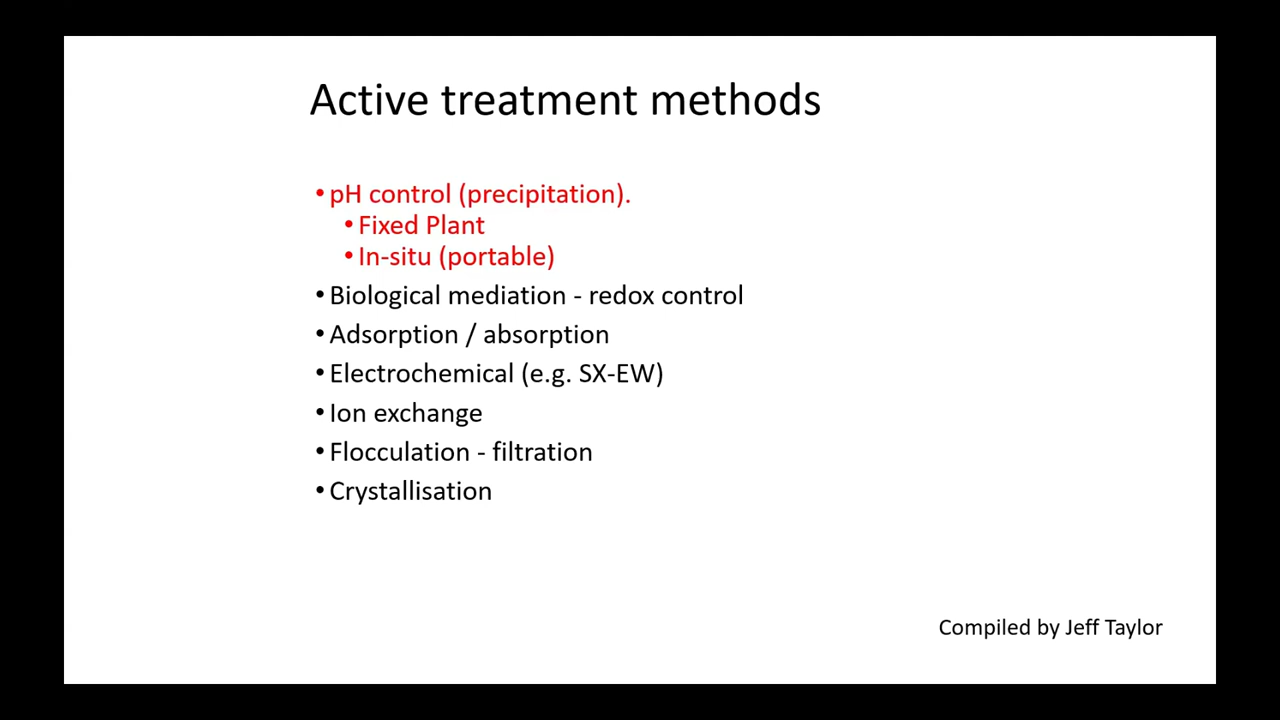 Active treatment methods
• pH control (precipitation).
• Fixed Plant
• In-situ (portable)
• Biological mediation - redox control
• Adsorption / absorption
• Electrochemical (e.g. SX-EW)
• Ion exchange
• Flocculation - filtration
• Crystallisation
Compiled by Jeff Taylor